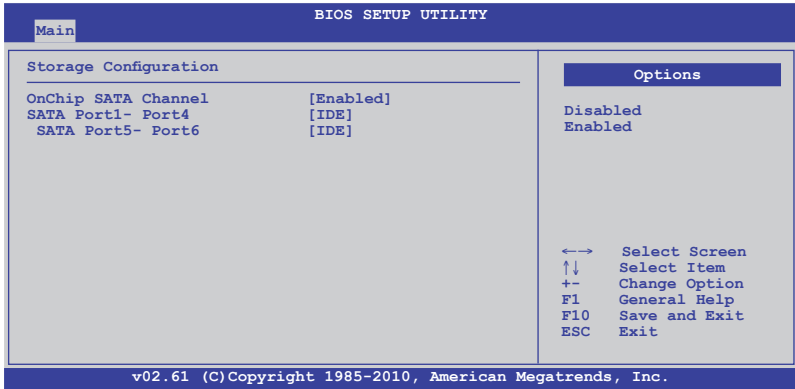 BIOS SETUP UTILITY
Main
Storage Configuration
OnChip SATA Channel [Enabled]
SATA Port1- Port4 [IDE]
SATA Port5- Port6 [IDE]
Options
Disabled
Enabled
←→ Select Screen
↑↓ Select Item
+- Change Option
F1 General Help
F10 Save and Exit
ESC Exit
v02.61 (C)Copyright 1985-2010, American Megatrends, Inc.